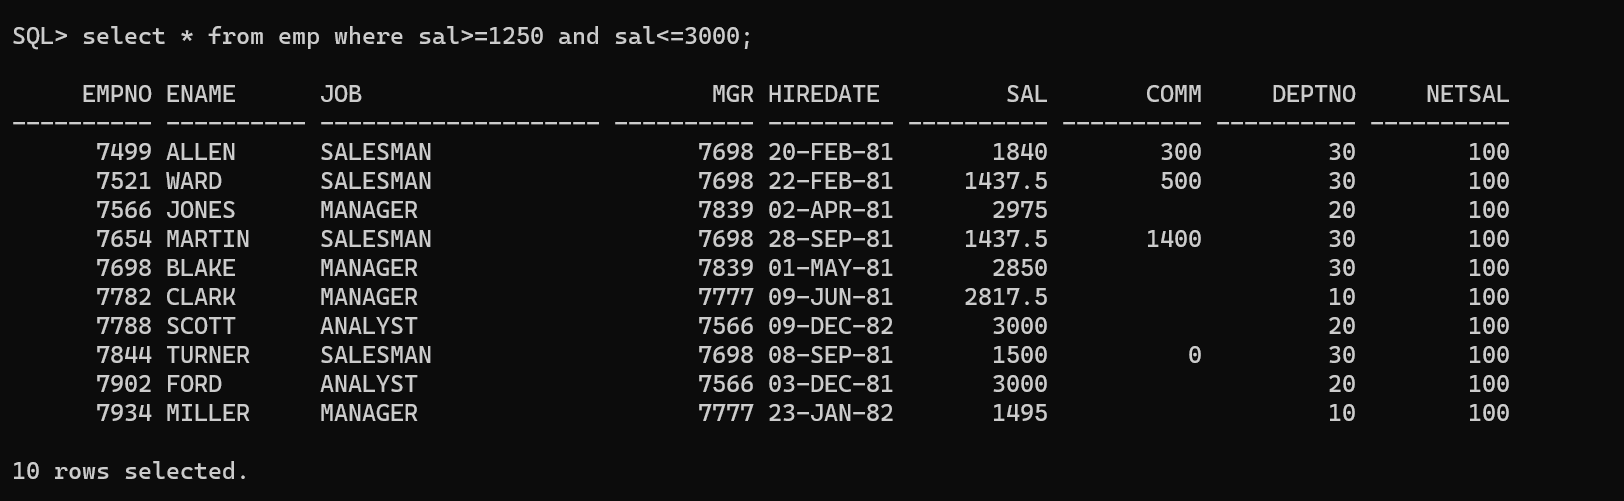 SQL> select * from emp where sal>=1250 and sal<=3000;

     EMPNO ENAME      JOB                         MGR HIREDATE         SAL       COMM     DEPTNO     NETSAL
---------- ---------- -------------------- ---------- --------- ---------- ---------- ---------- ----------
      7499 ALLEN      SALESMAN                   7698 20-FEB-81       1840        300         30        100
      7521 WARD       SALESMAN                   7698 22-FEB-81     1437.5        500         30        100
      7566 JONES      MANAGER                    7839 02-APR-81       2975                    20        100
      7654 MARTIN     SALESMAN                   7698 28-SEP-81     1437.5       1400         30        100
      7698 BLAKE      MANAGER                    7839 01-MAY-81       2850                    30        100
      7782 CLARK      MANAGER                    7777 09-JUN-81     2817.5                    10        100
      7788 SCOTT      ANALYST                    7566 09-DEC-82       3000                    20        100
      7844 TURNER     SALESMAN                   7698 08-SEP-81       1500          0         30        100
      7902 FORD       ANALYST                    7566 03-DEC-81       3000                    20        100
      7934 MILLER     MANAGER                    7777 23-JAN-82       1495                    10        100

10 rows selected.